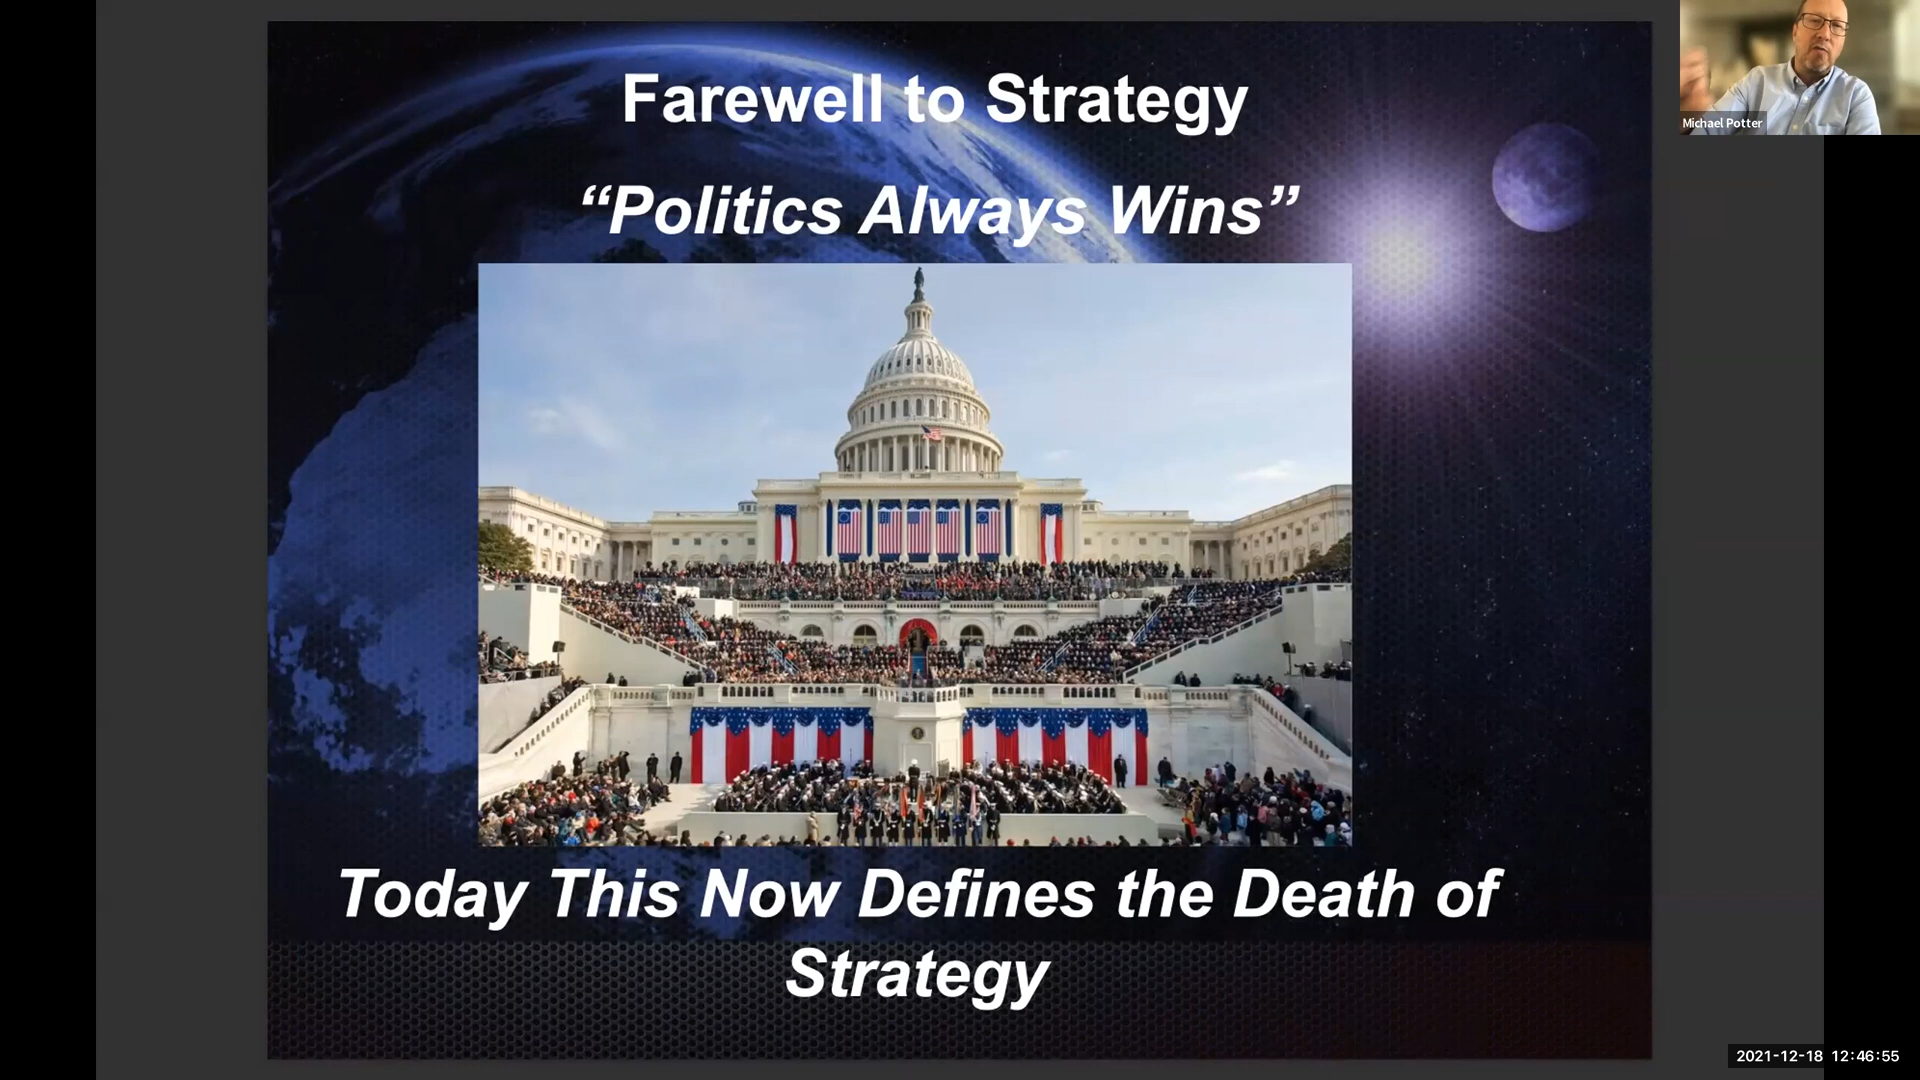 Farewell to Strategy
“Politics Always Wins”
Today This Now Defines the Death of
Strategy
Michael Potter
2021-12-18 12:46:55